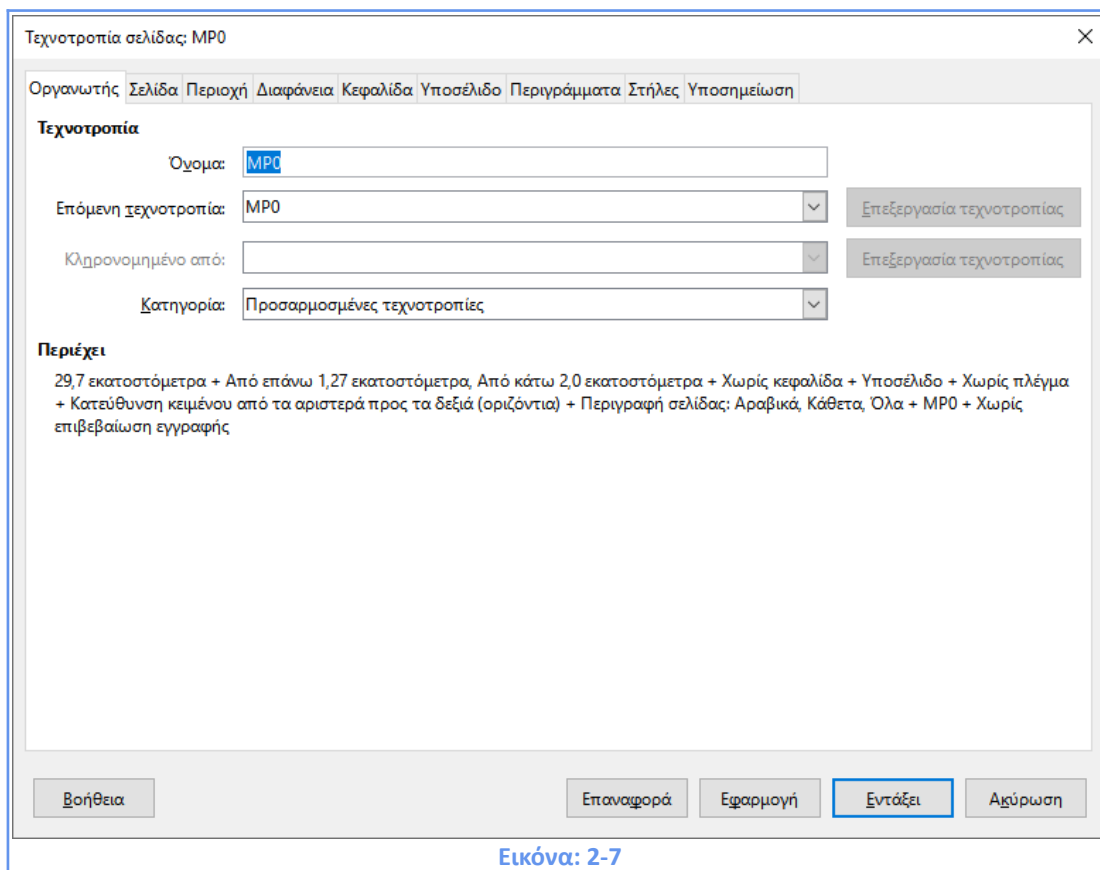 Τεχνοτροπία σελίδας: MP0
Οργανωτής Σελίδα Περιοχή Διαφάνεια Κεφαλίδα Υποσέλιδο Περιγράμματα Στήλες Υποσημείωση
Τεχνοτροπία
Όνομα: MP0
Επόμενη τεχνοτροπία: MP0 Επεξεργασία τεχνοτροπίας
Κληρονομημένο από: Επεξεργασία τεχνοτροπίας
Κατηγορία: Προσαρμοσμένες τεχνοτροπίες
Περιέχει
29,7 εκατοστόμετρα + Από επάνω 1,27 εκατοστόμετρα, Από κάτω 2,0 εκατοστόμετρα + Χωρίς κεφαλίδα + Υποσέλιδο + Χωρίς πλέγμα
+ Κατεύθυνση κειμένου από τα αριστερά προς τα δεξιά (οριζόντια) + Περιγραφή σελίδας: Αραβικά, Κάθετα, Όλα + MP0 + Χωρίς
επιβεβαίωση εγγραφής
Βοήθεια Επαναφορά Εφαρμογή Εντάξει Ακύρωση
Εικόνα: 2-7